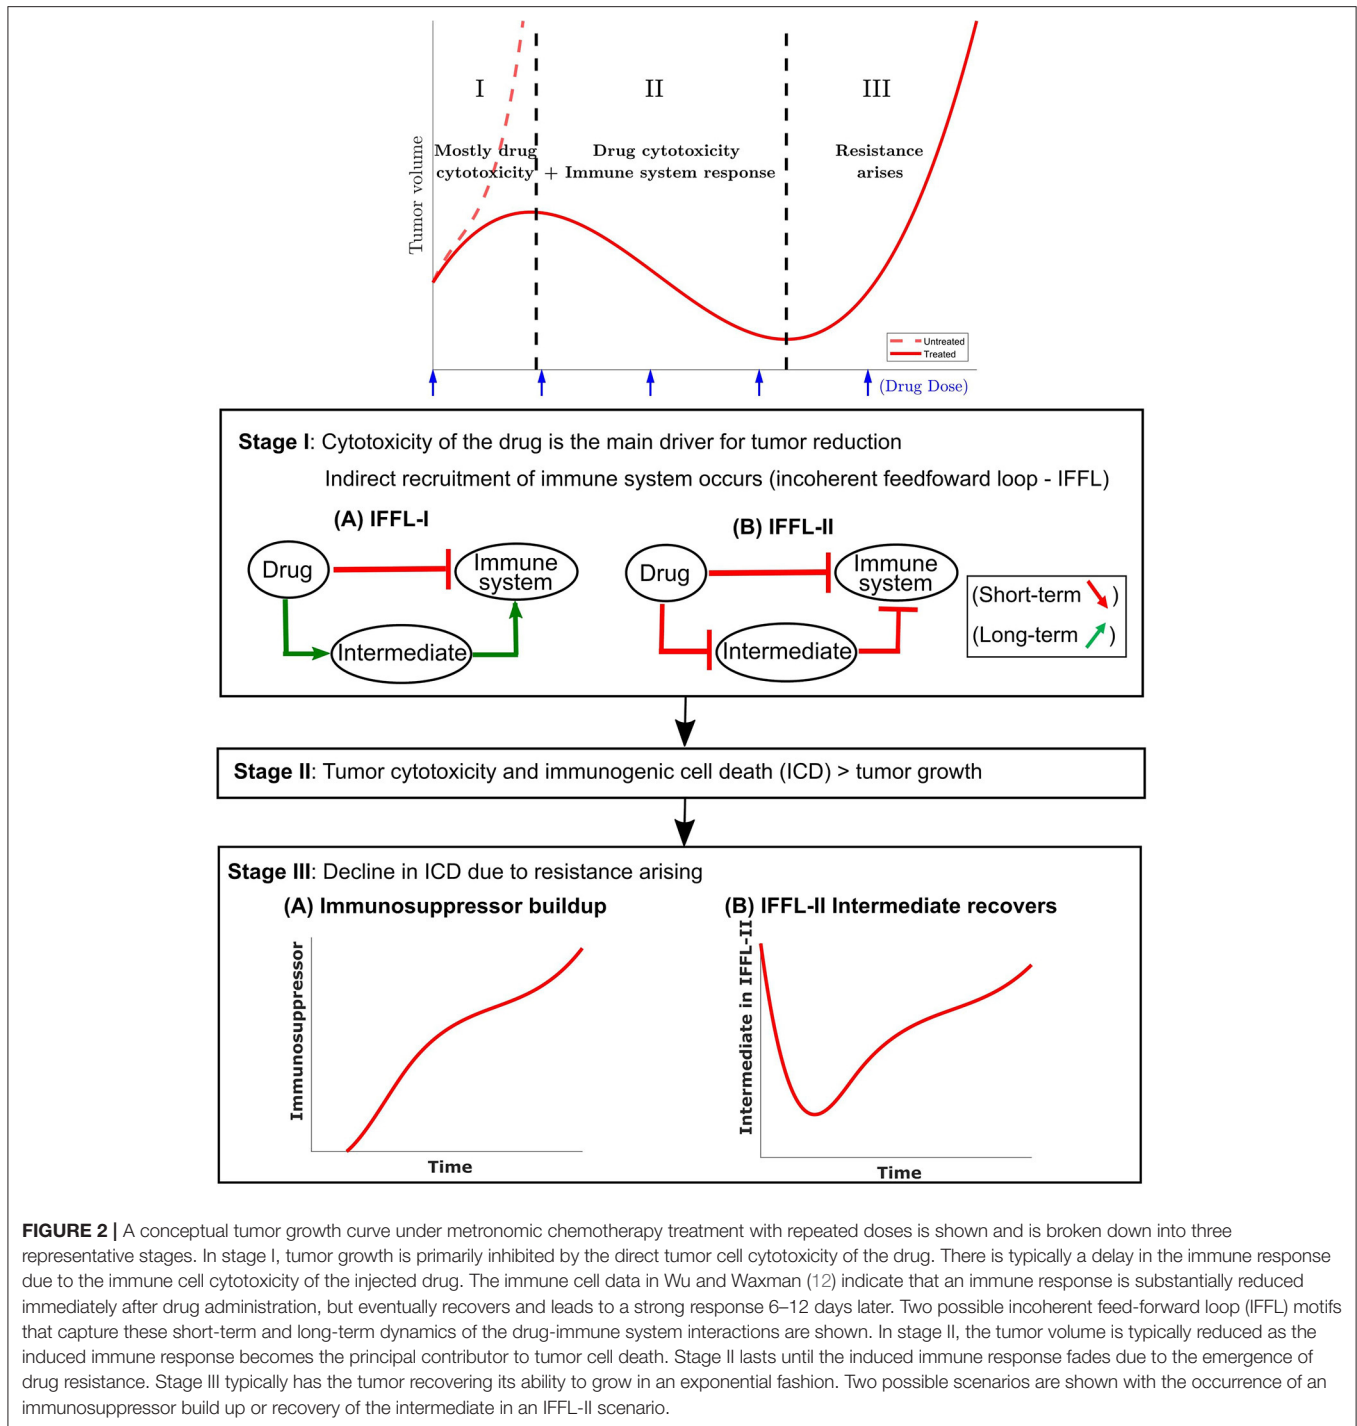 I
II
III
Tumor volume
Mostly drug
cytotoxicity
+
Drug cytotoxicity
Immune system response
Resistance
arises
Untreated
Treated
(Drug Dose)
Stage I: Cytotoxicity of the drug is the main driver for tumor reduction
Indirect recruitment of immune system occurs (incoherent feedfoward loop - IFFL)
(A) IFFL-I
Drug
Immune
system
Intermediate
(B) IFFL-II
Drug
Immune
system
Intermediate
(Short-term )
(Long-term )
Stage II: Tumor cytotoxicity and immunogenic cell death (ICD) > tumor growth
Stage III: Decline in ICD due to resistance arising
(A) Immunosuppressor buildup
Immunosuppressor
Time
(B) IFFL-II Intermediate recovers
Intermediate in IFFL-II
Time
FIGURE 2 | A conceptual tumor growth curve under metronomic chemotherapy treatment with repeated doses is shown and is broken down into three
representative stages. In stage I, tumor growth is primarily inhibited by the direct tumor cell cytotoxicity of the drug. There is typically a delay in the immune response
due to the immune cell cytotoxicity of the injected drug. The immune cell data in Wu and Waxman (12) indicate that an immune response is substantially reduced
immediately after drug administration, but eventually recovers and leads to a strong response 6–12 days later. Two possible incoherent feed-forward loop (IFFL) motifs
that capture these short-term and long-term dynamics of the drug-immune system interactions are shown. In stage II, the tumor volume is typically reduced as the
induced immune response becomes the principal contributor to tumor cell death. Stage II lasts until the induced immune response fades due to the emergence of
drug resistance. Stage III typically has the tumor recovering its ability to grow in an exponential fashion. Two possible scenarios are shown with the occurrence of an
immunosuppressor build up or recovery of the intermediate in an IFFL-II scenario.